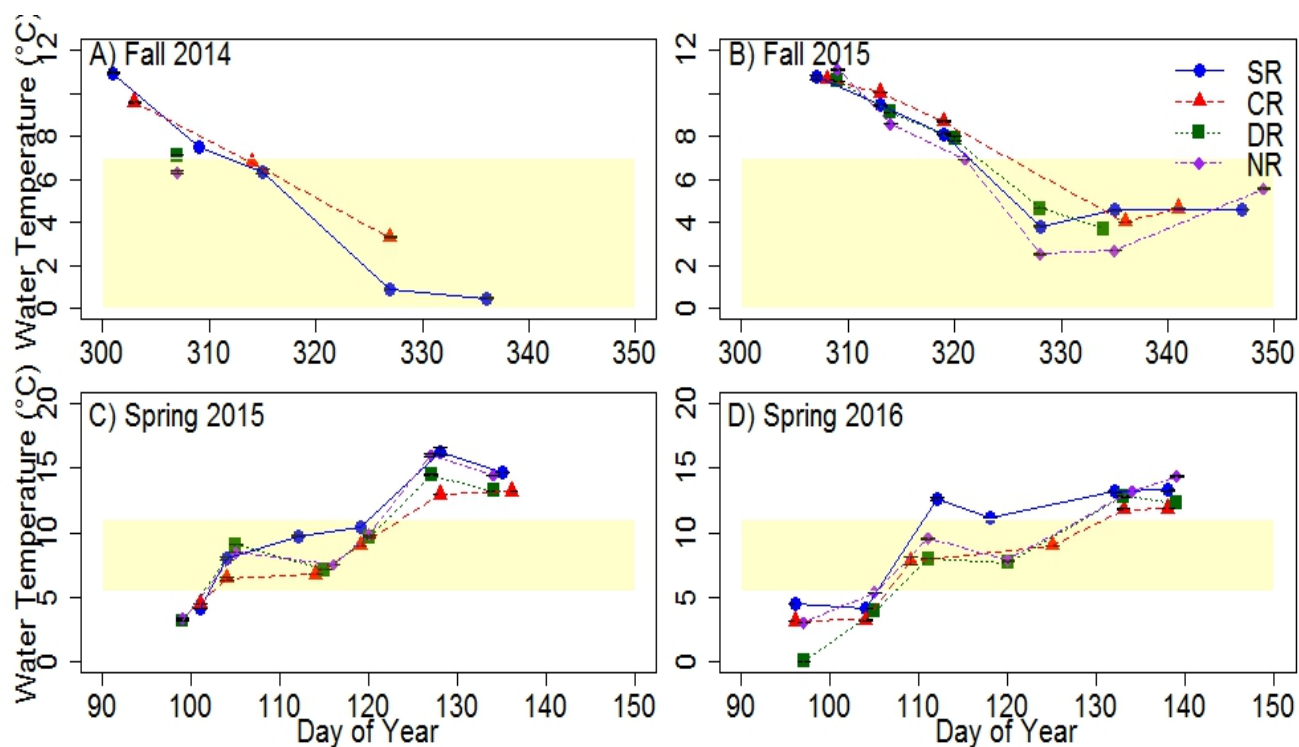 A) Fall 2014
Water Temperature (°C)
0 2 4 6 8 12
300 310 320 330 340 350
B) Fall 2015
SR
CR
DR
NR
0 2 4 6 8 12
300 310 320 330 340 350
C) Spring 2015
Water Temperature (°C)
0 5 10 15 20
90 100 110 120 130 140 150
Day of Year
D) Spring 2016
0 5 10 15 20
90 100 110 120 130 140 150
Day of Year